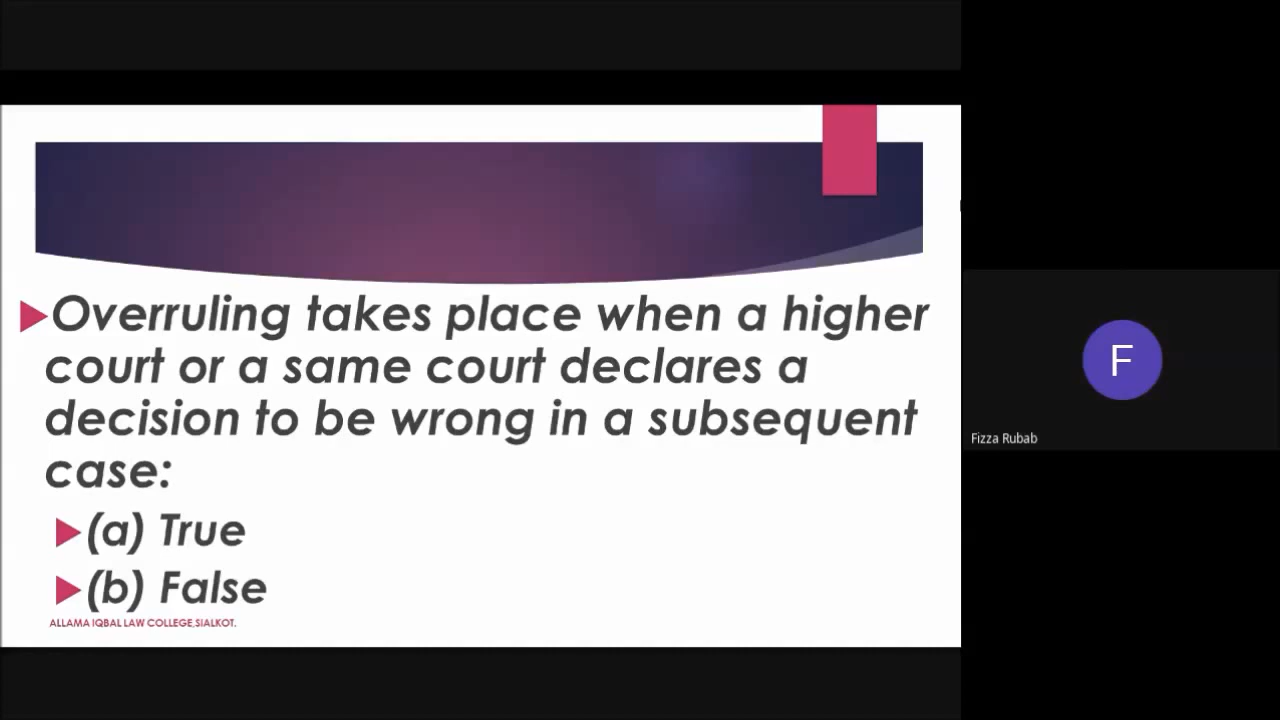 Overruling takes place when a higher
court or a same court declares a
decision to be wrong in a subsequent
case:
(a) True
(b) False
ALLAMA IQBAL LAW COLLEGE,SIALKOT.
F
Fizza Rubab